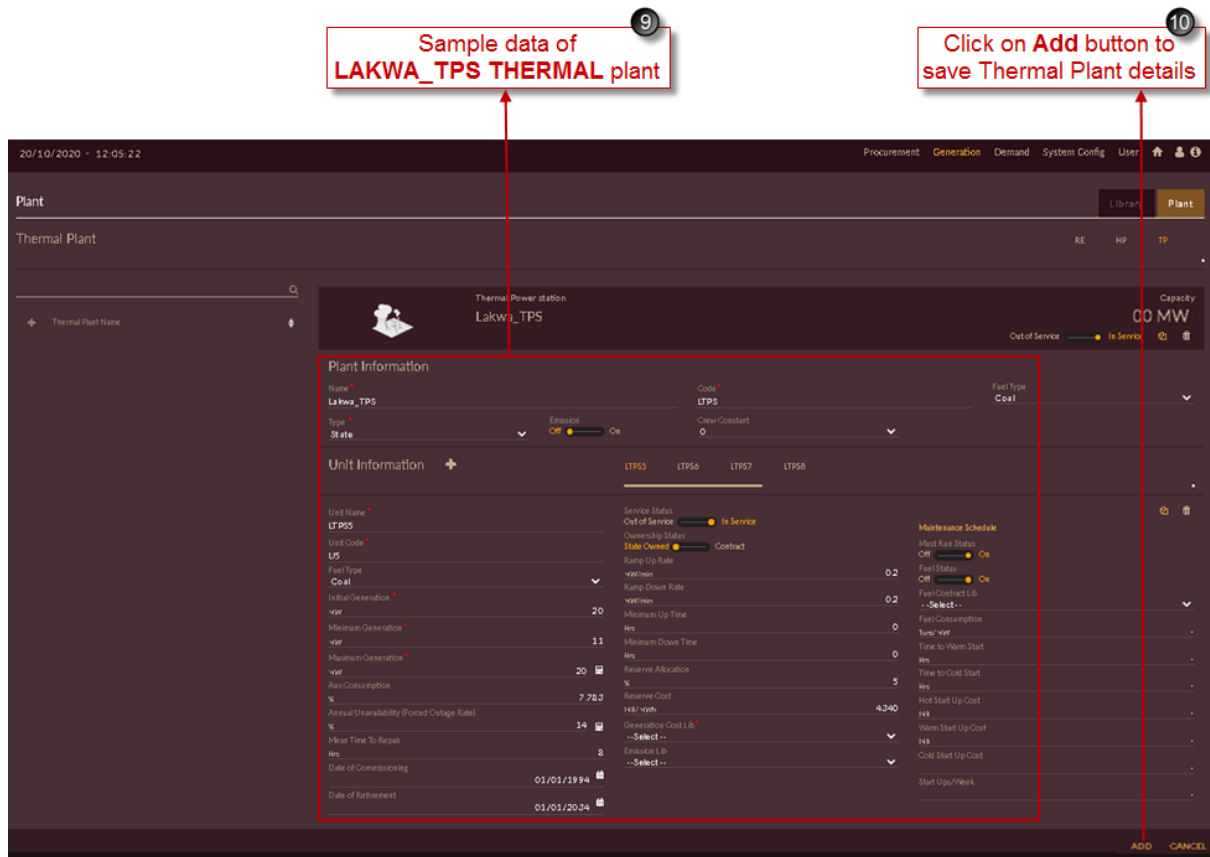 9
Sample data of
LAKWA_TPS THERMAL plant
10
Click on Add button to
save Thermal Plant details
20/10/2020 - 12:05:22
Procurement Generation Demand System Config User
Plant
Library Plant
Thermal Plant
RE HP TP
Thermal Plant Name
Thermal Power station
Lakwa_TPS
Capacity
00 MW
Out of Service In Service
Plant Information
Name *
Lakwa_TPS
Code *
LTPS
Fuel Type
Coal
Type *
State
Emission
Off On
Crew Constant
0
Unit Information
LTPS5 LTPS6 LTPS7 LTPS8
Unit Name *
LTPS5
Unit Code *
U5
Fuel Type
Coal
Initial Generation *
MW 20
Minimum Generation *
MW 11
Maximum Generation *
MW 20
Aux Consumption
% 7.783
Annual Unavailability (Forced Outage Rate)
% 14
Mean Time To Repair
Hrs 8
Date of Commissioning
01/01/1994
Date of Retirement
01/01/2034
Service Status
Out of Service In Service
Ownership Status
State Owned Contract
Ramp Up Rate
MW/min 0.2
Ramp Down Rate
MW/min 0.2
Minimum Up Time
Hrs 0
Minimum Down Time
Hrs 0
Reserve Allocation
% 5
Reserve Cost
INR/MWh 4340
Generation Cost Lib *
--Select--
Emission Lib
--Select--
Maintenance Schedule
Must Run Status
Off On
Fuel Status
Off On
Fuel Contract Lib
--Select--
Fuel Consumption
Tons/MW -
Time to Warm Start
Hrs -
Time to Cold Start
Hrs -
Hot Start Up Cost
INR -
Warm Start Up Cost
INR -
Cold Start Up Cost
-
Start Ups/Week
-
ADD CANCEL